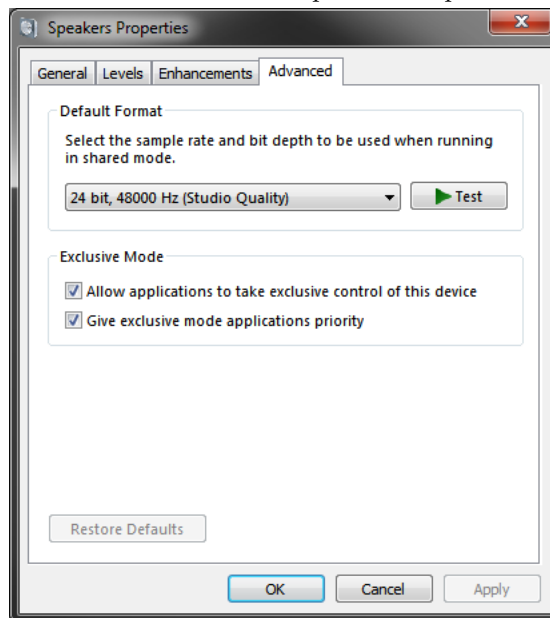 Speakers Properties
General Levels Enhancements Advanced
Default Format
Select the sample rate and bit depth to be used when running
in shared mode.
24 bit, 48000 Hz (Studio Quality)
Test
Exclusive Mode
Allow applications to take exclusive control of this device
Give exclusive mode applications priority
Restore Defaults
OK Cancel Apply